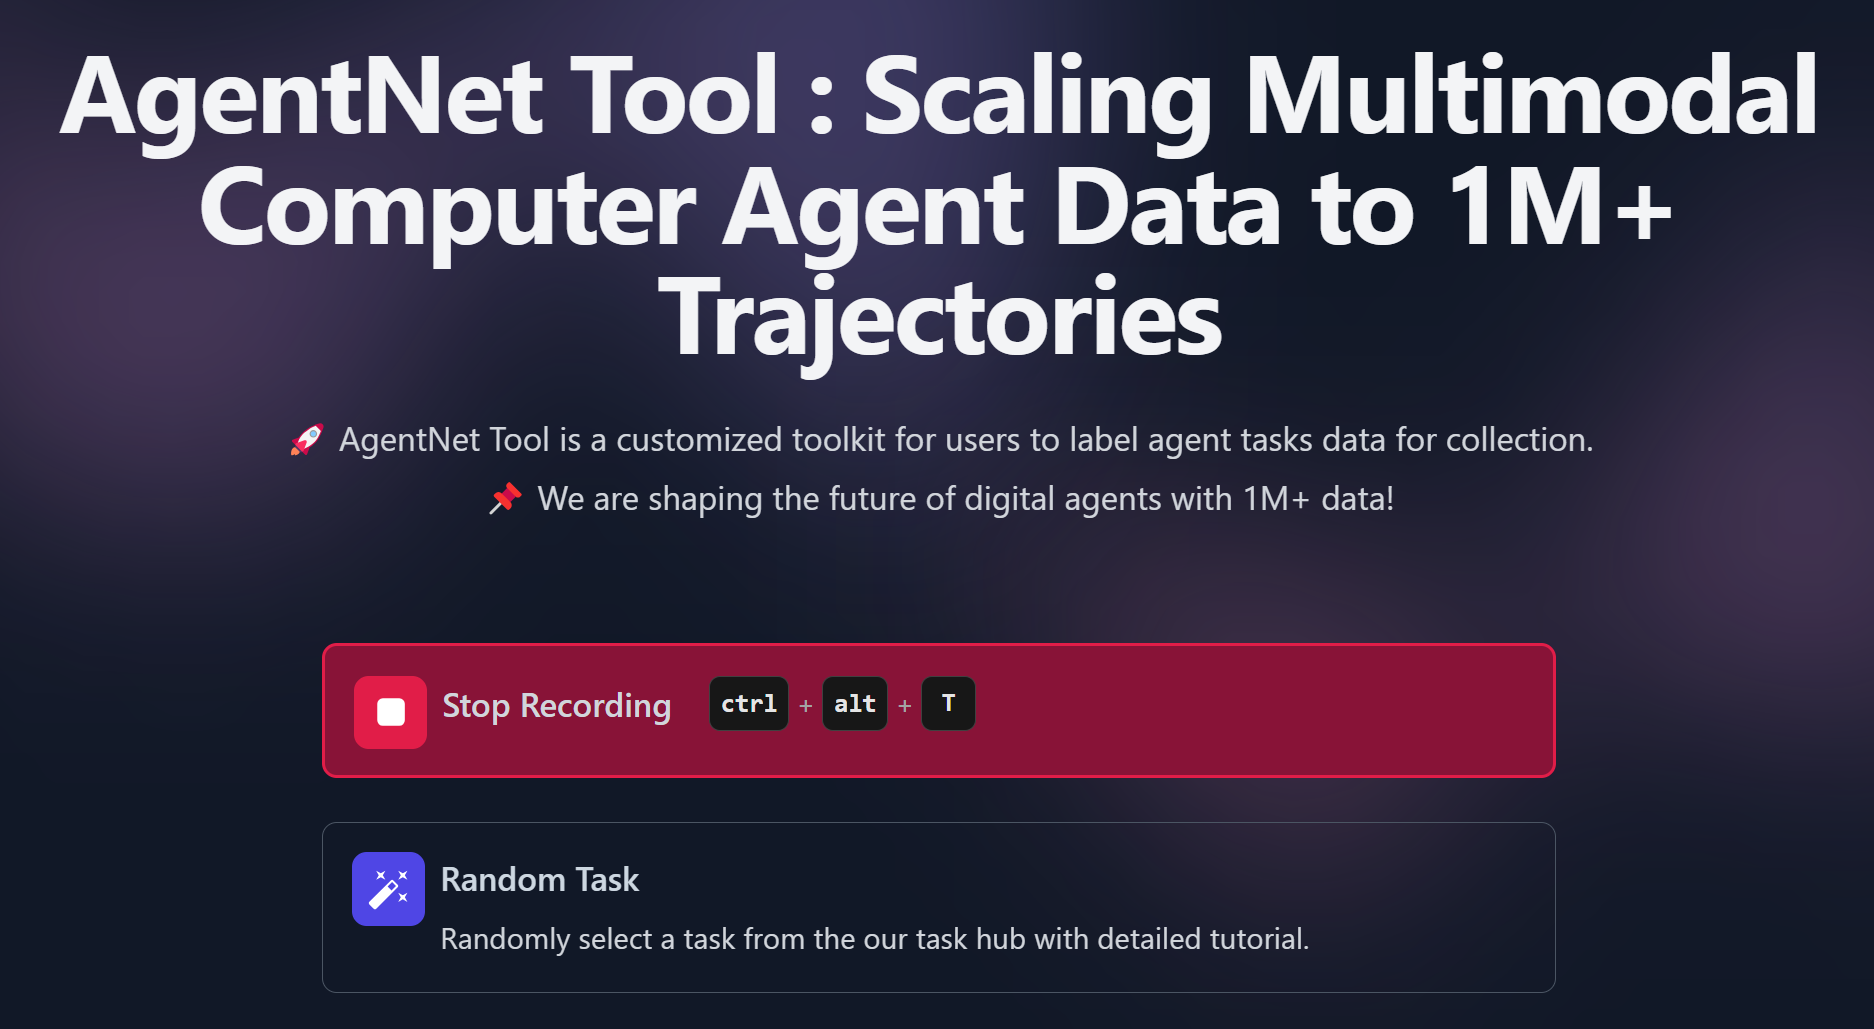 AgentNet Tool : Scaling Multimodal
Computer Agent Data to 1M+
Trajectories
🚀 AgentNet Tool is a customized toolkit for users to label agent tasks data for collection.
📌 We are shaping the future of digital agents with 1M+ data!
Stop Recording ctrl + alt + T
Random Task
Randomly select a task from the our task hub with detailed tutorial.